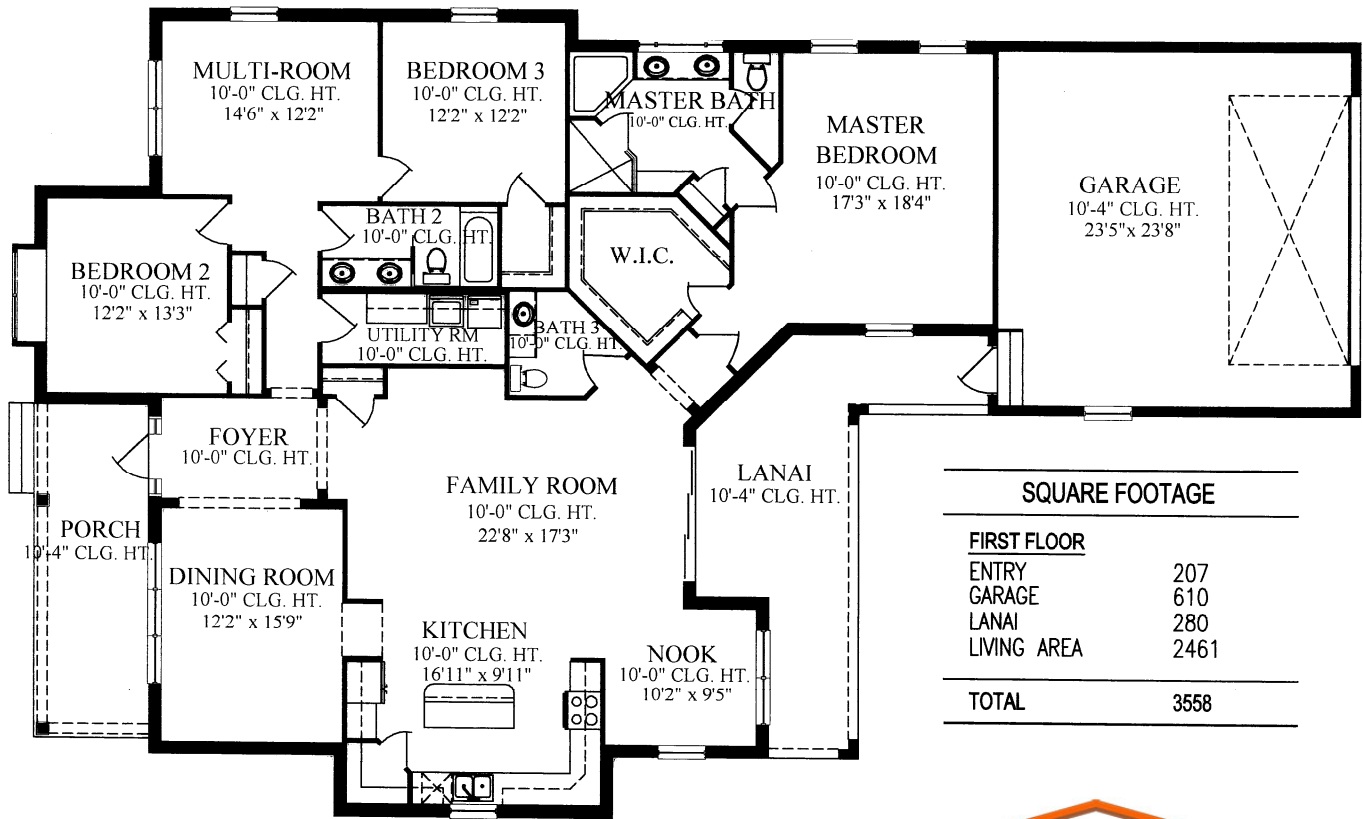 MULTI-ROOM
10'-0" CLG. HT.
14'6" x 12'2"
BEDROOM 3
10'-0" CLG. HT.
12'2" x 12'2"
MASTER BATH
10'-0" CLG. HT.
MASTER
BEDROOM
10'-0" CLG. HT.
17'3" x 18'4"
GARAGE
10'-4" CLG. HT.
23'5"x 23'8"
BEDROOM 2
10'-0" CLG. HT.
12'2" x 13'3"
BATH 2
10'-0" CLG. HT.
W.I.C.
UTILITY RM
10'-0" CLG. HT.
BATH 3
10'-0" CLG. HT.
FOYER
10'-0" CLG. HT.
FAMILY ROOM
10'-0" CLG. HT.
22'8" x 17'3"
LANAI
10'-4" CLG. HT.
PORCH
10'-4" CLG. HT.
DINING ROOM
10'-0" CLG. HT.
12'2" x 15'9"
KITCHEN
10'-0" CLG. HT.
16'11" x 9'11"
NOOK
10'-0" CLG. HT.
10'2" x 9'5"
SQUARE FOOTAGE
FIRST FLOOR
ENTRY 207
GARAGE 610
LANAI 280
LIVING AREA 2461
TOTAL 3558